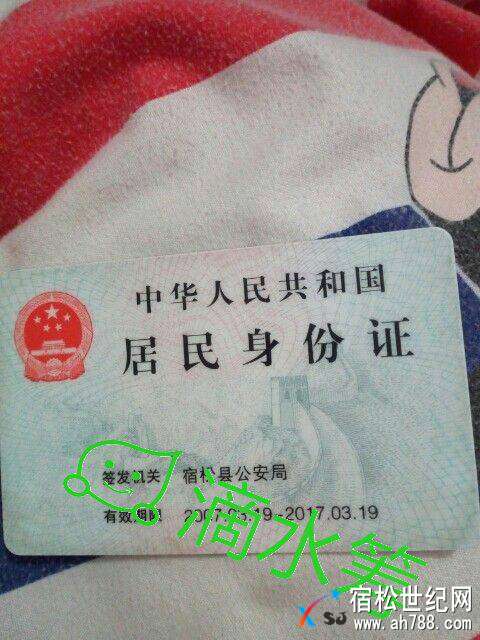 中华人民共和国
居民身份证
签发机关 宿松县公安局
有效期限 2007.03.19-2017.03.19
滴水筹
宿松世纪网
www.ah788.com